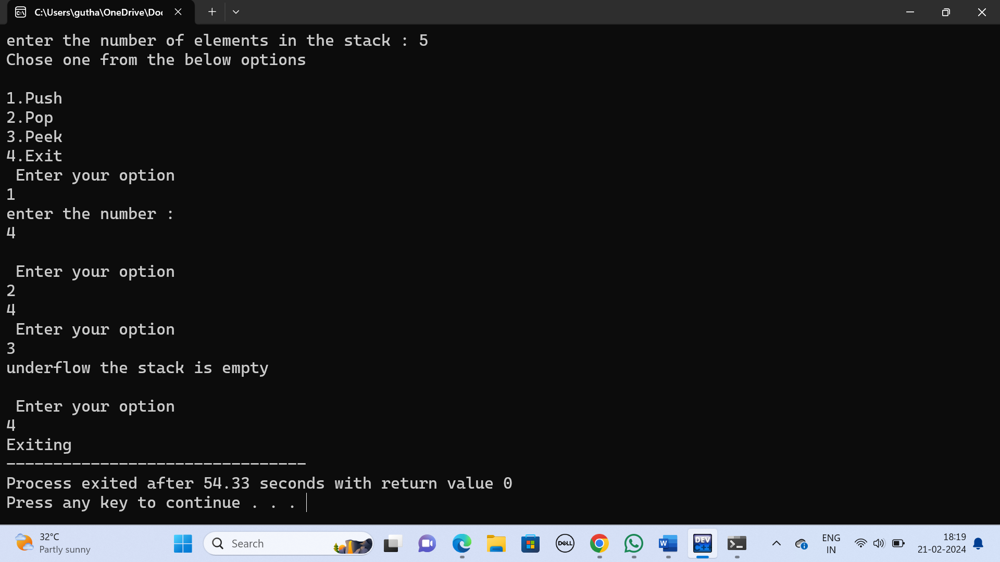 C:\Users\gutha\OneDrive\Doc
enter the number of elements in the stack : 5
Chose one from the below options
1.Push
2.Pop
3.Peek
4.Exit
Enter your option
1
enter the number :
4
Enter your option
2
4
Enter your option
3
underflow the stack is empty
Enter your option
4
Exiting
--------------------------------
Process exited after 54.33 seconds with return value 0
Press any key to continue . . .
32°C
Partly sunny
Search
DELL
W
DEV
C++
ENG
IN
18:19
21-02-2024